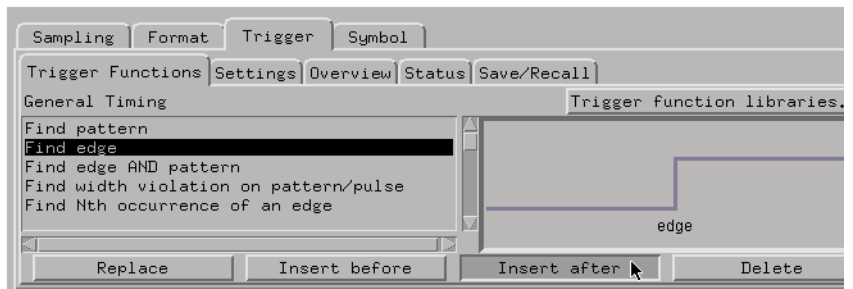 Sampling Format Trigger Symbol
Trigger Functions Settings Overview Status Save/Recall
General Timing Trigger function libraries.
Find pattern
Find edge
Find edge AND pattern
Find width violation on pattern/pulse
Find Nth occurrence of an edge
edge
Replace Insert before Insert after Delete